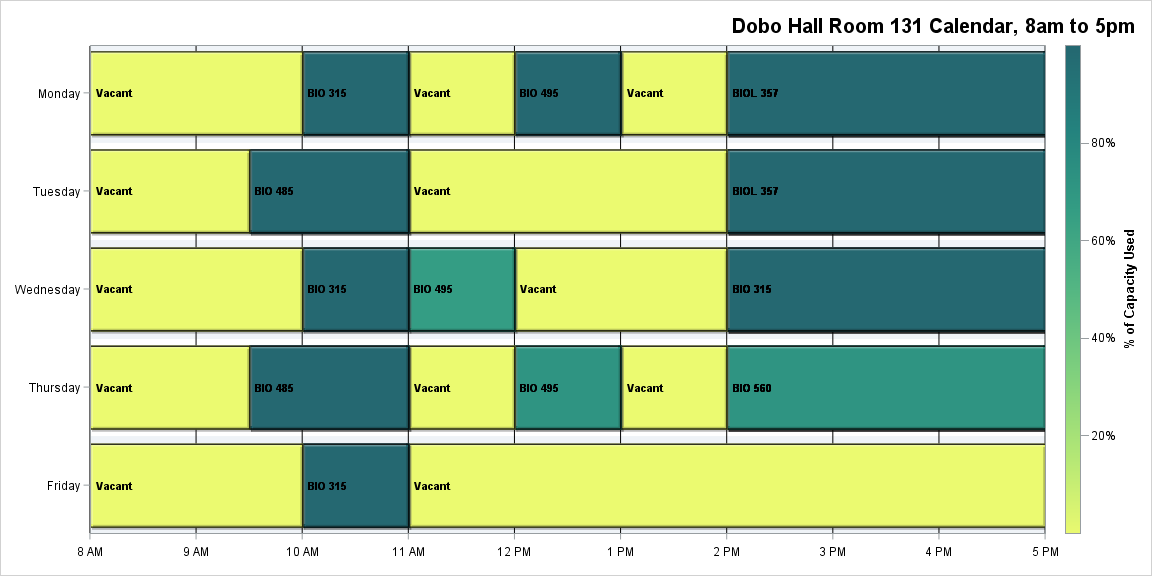 Dobo Hall Room 131 Calendar, 8am to 5pm
Monday Vacant BIO 315 Vacant BIO 495 Vacant BIOL 357
80%
Tuesday Vacant BIO 485 Vacant BIOL 357
60%
% of Capacity Used
Wednesday Vacant BIO 315 BIO 495 Vacant BIO 315
40%
Thursday Vacant BIO 485 Vacant BIO 495 Vacant BIO 560
20%
Friday Vacant BIO 315 Vacant
8 AM 9 AM 10 AM 11 AM 12 PM 1 PM 2 PM 3 PM 4 PM 5 PM